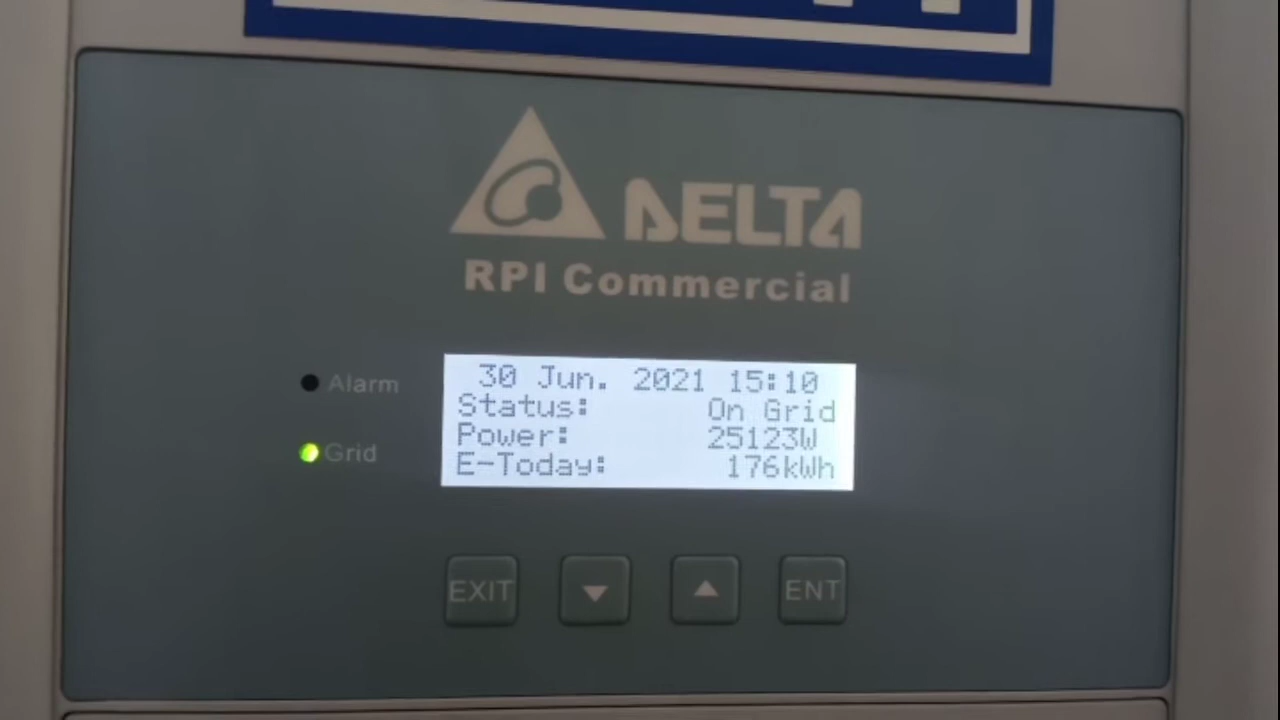 DELTA
RPI Commercial
30 Jun. 2021 15:10
Alarm
Status: On Grid
Power: 25123W
Grid
E-Today: 176kWh
EXIT
ENT